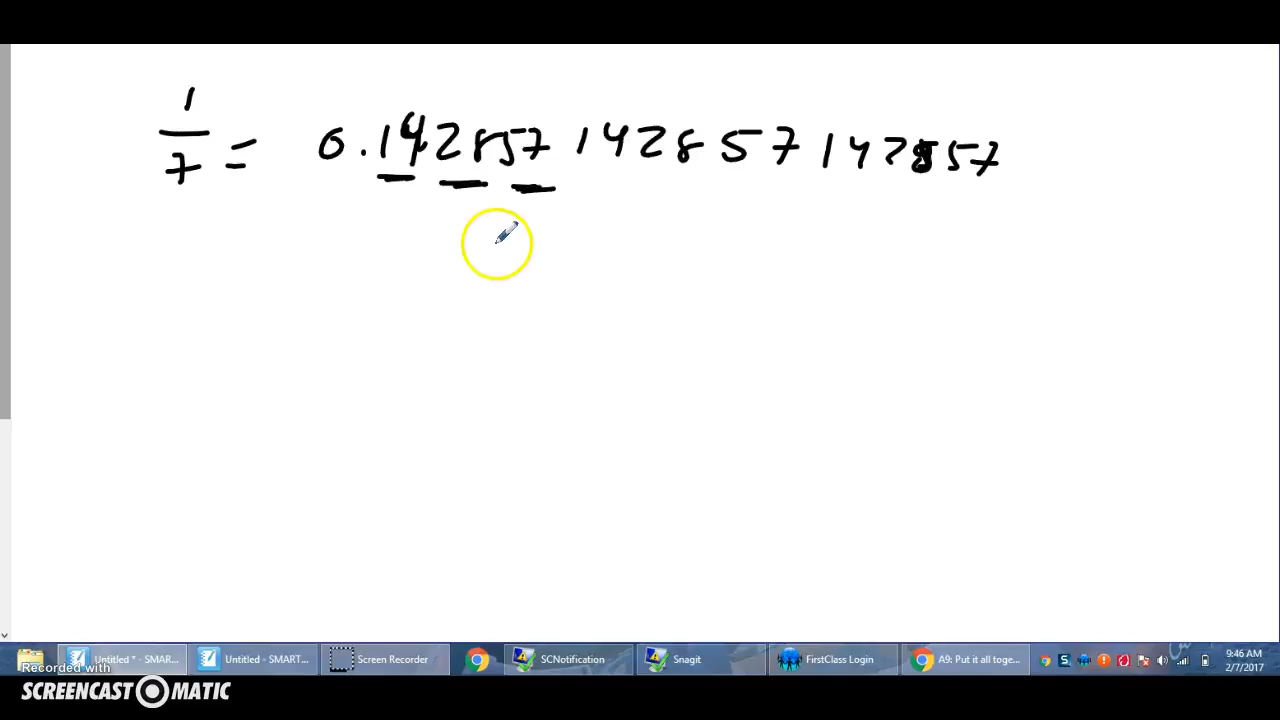 1/7 = 0.142857 142857 142857
Untitled * - SMAR...
Untitled - SMART...
Screen Recorder
SCNotification
Snagit
FirstClass Login
A9: Put it all toge...
9:46 AM
2/7/2017
Recorded with
SCREENCAST MATIC